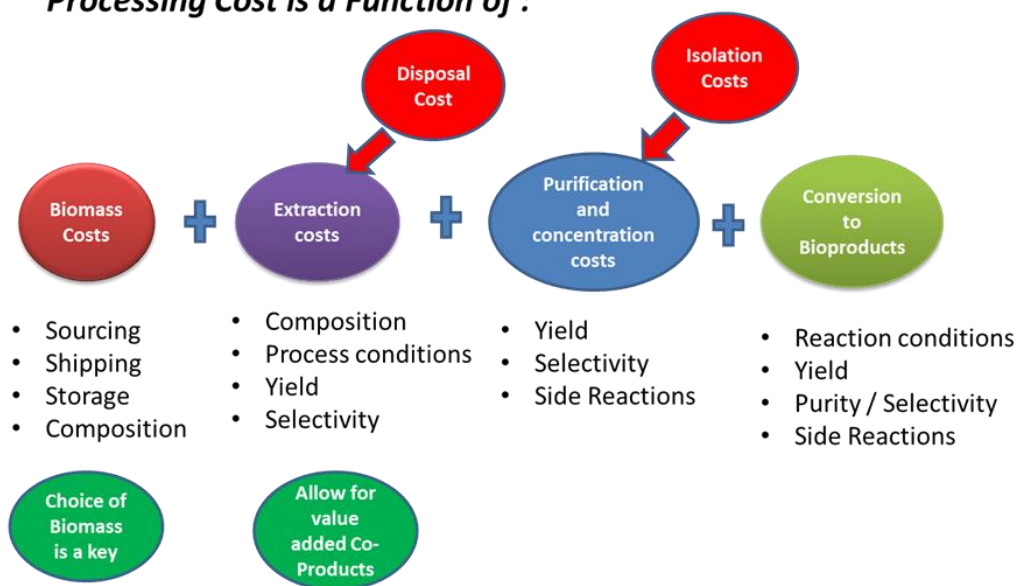 Processing Cost is a Function of :
Disposal
Cost
Isolation
Costs
Biomass
Costs
Extraction
costs
Purification
and
concentration
costs
Conversion
to
Bioproducts
• Sourcing
• Shipping
• Storage
• Composition
• Composition
• Process conditions
• Yield
• Selectivity
• Yield
• Selectivity
• Side Reactions
• Reaction conditions
• Yield
• Purity / Selectivity
• Side Reactions
Choice of
Biomass
is a key
Allow for
value
added Co-
Products